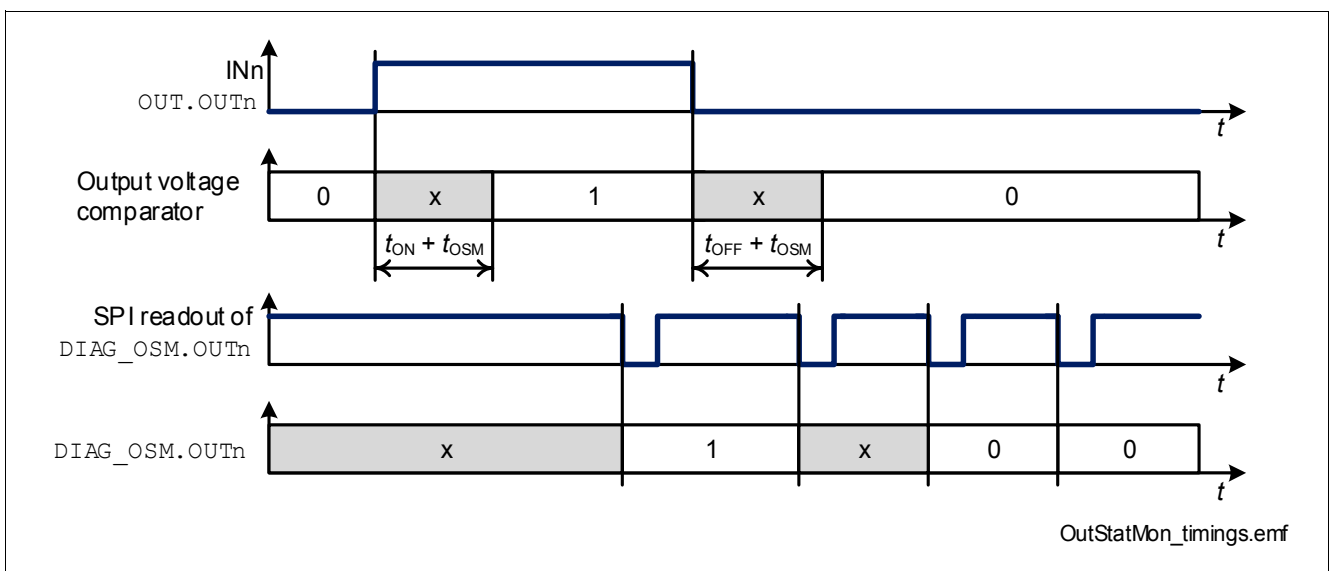 INn
OUT.OUTn
t
Output voltage
comparator
0 x 1 x 0
t
tON + tOSM tOFF + tOSM
SPI readout of
DIAG_OSM.OUTn
t
DIAG_OSM.OUTn
x 1 x 0 0
t
OutStatMon_timings.emf